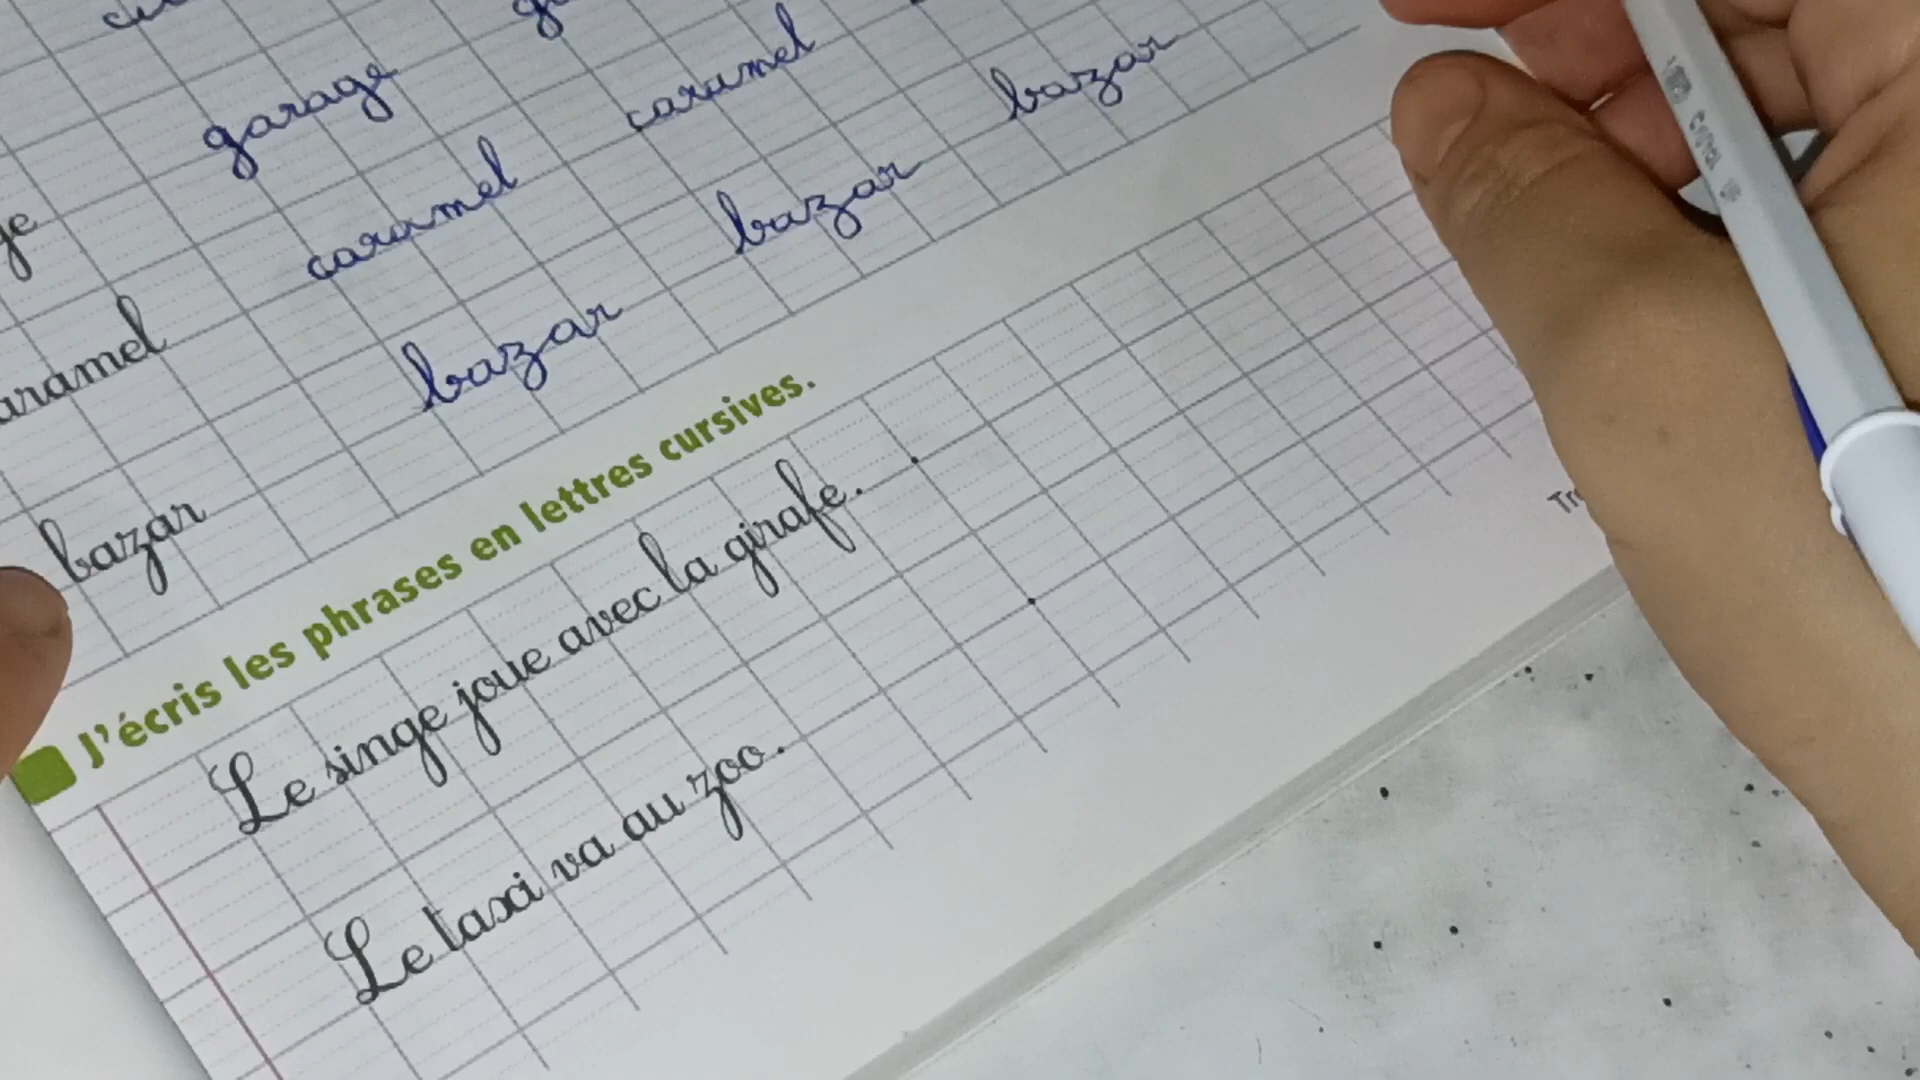 garage
caramel caramel
bazar bazar bazar bazar
J'écris les phrases en lettres cursives.
Le singe joue avec la girafe.
Le taxi va au zoo.